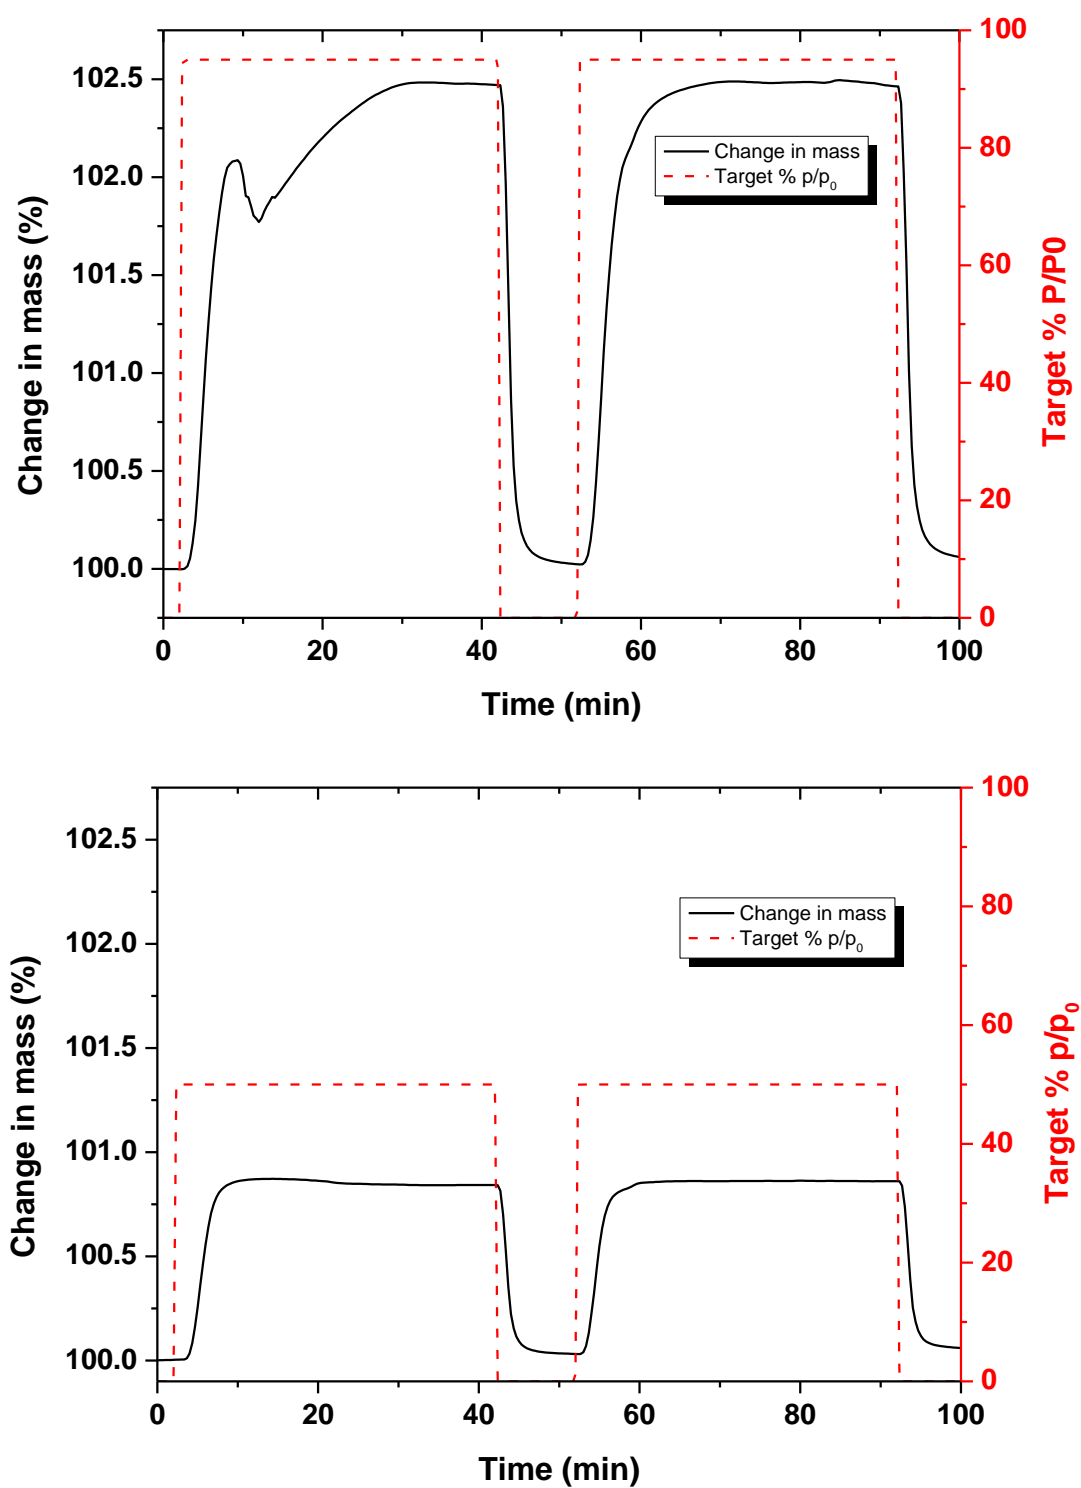 100
102.5
80
Change in mass
Target % p/p₀
102.0
60
101.5
101.0
40
100.5
20
100.0
0
0 20 40 60 80 100
Change in mass (%)
Target % P/P0
Time (min)
100
102.5
80
Change in mass
Target % p/p₀
102.0
60
101.5
101.0
40
100.5
20
100.0
0
0 20 40 60 80 100
Change in mass (%)
Target % p/p₀
Time (min)